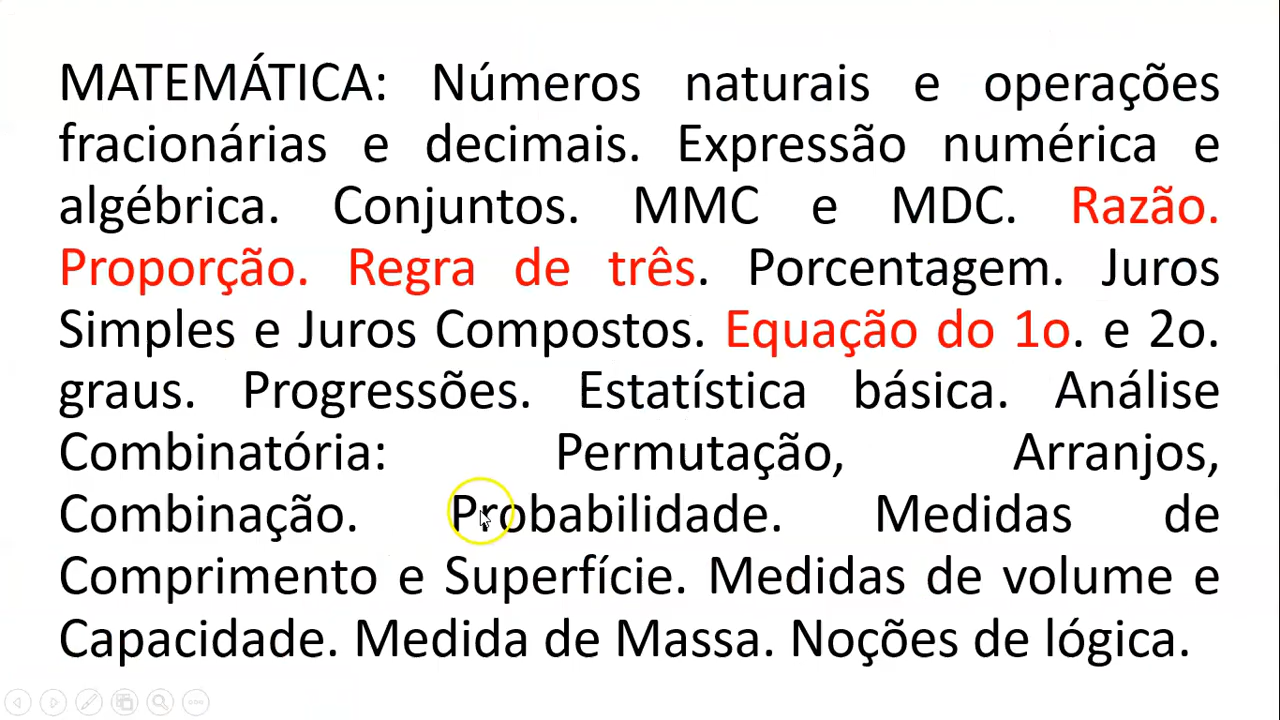 MATEMÁTICA: Números naturais e operações
fracionárias e decimais. Expressão numérica e
algébrica. Conjuntos. MMC e MDC. Razão.
Proporção. Regra de três. Porcentagem. Juros
Simples e Juros Compostos. Equação do 1o. e 2o.
graus. Progressões. Estatística básica. Análise
Combinatória: Permutação, Arranjos,
Combinação. Probabilidade. Medidas de
Comprimento e Superfície. Medidas de volume e
Capacidade. Medida de Massa. Noções de lógica.